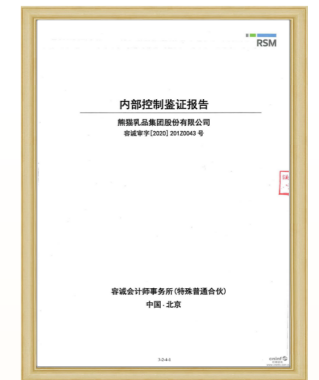 RSM
内部控制鉴证报告
熊猫乳品集团股份有限公司
容诚审字[2020] 201Z0043 号
容诚会计师事务所(特殊普通合伙)
中国·北京